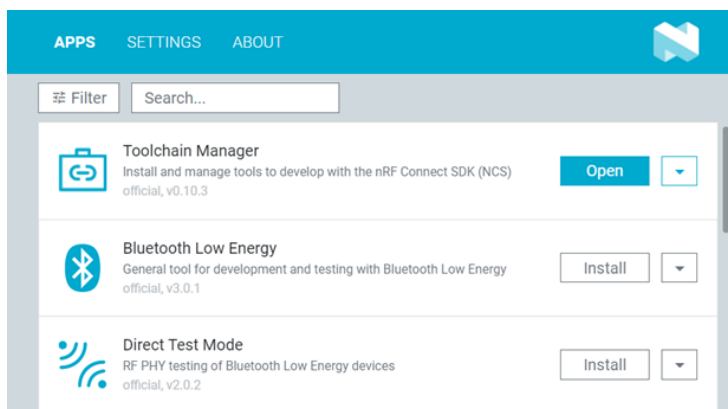 APPS SETTINGS ABOUT
Filter Search...
Toolchain Manager
Install and manage tools to develop with the nRF Connect SDK (NCS)
official, v0.10.3
Open
Bluetooth Low Energy
General tool for development and testing with Bluetooth Low Energy
official, v3.0.1
Install
Direct Test Mode
RF PHY testing of Bluetooth Low Energy devices
official, v2.0.2
Install